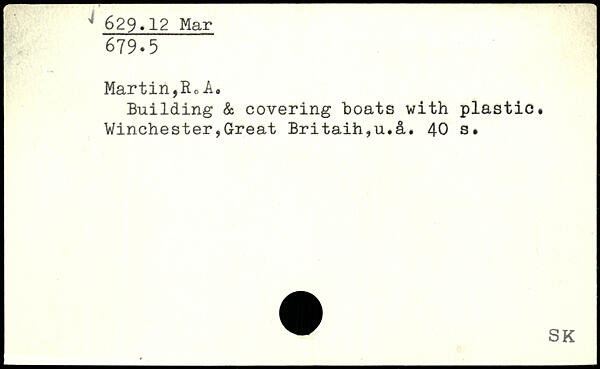 629.12 Mar
679.5
Martin,R.A.
Building & covering boats with plastic.
Winchester,Great Britaih,u.å. 40 s.
SK